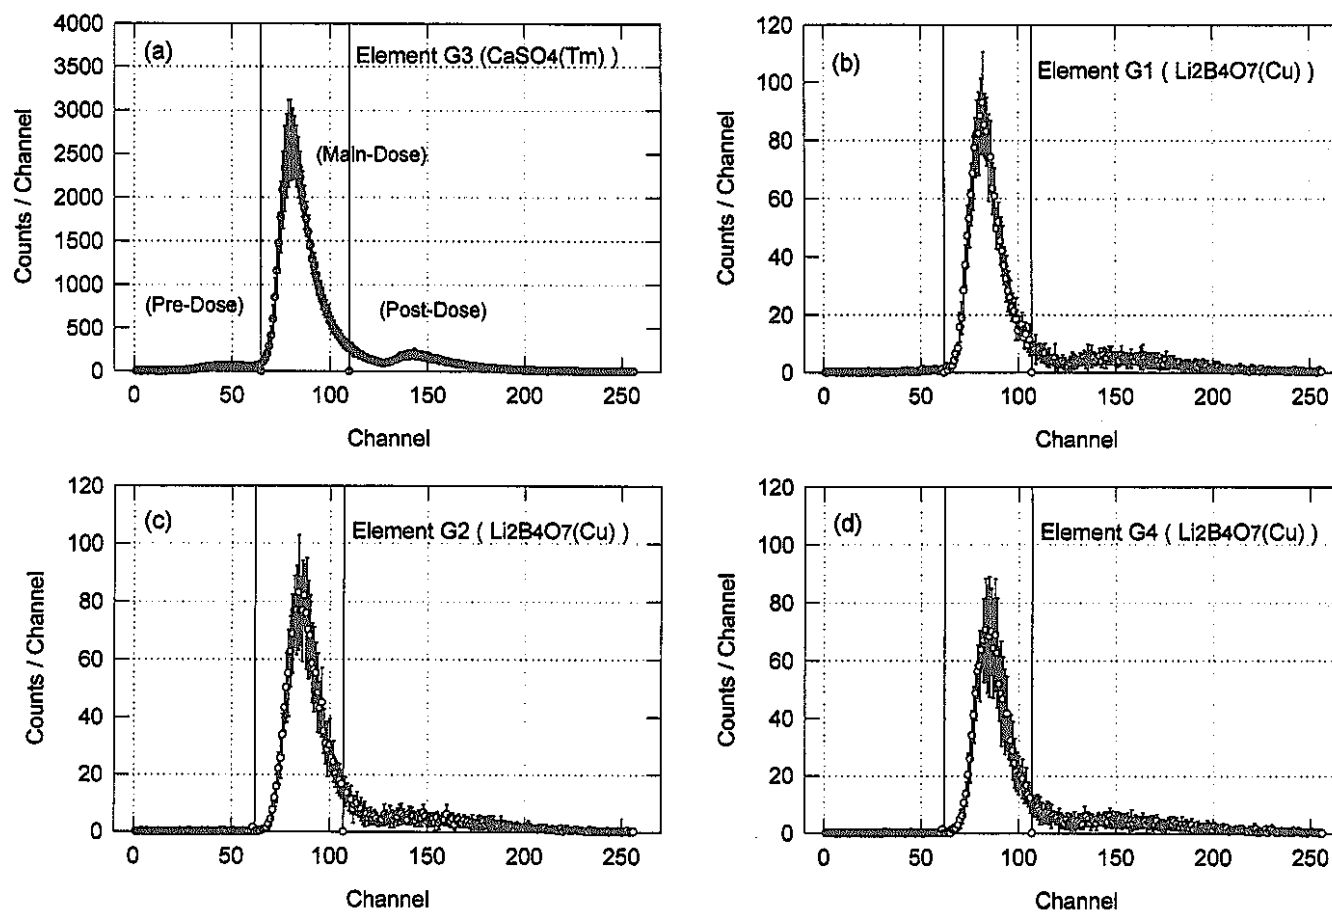 (a)
Element G3 (CaSO4(Tm) )
4000
3500
3000
2500
2000
1500
1000
500
0
Counts / Channel
(Main-Dose)
(Pre-Dose)
(Post-Dose)
0 50 100 150 200 250
Channel
(b)
Element G1 ( Li2B4O7(Cu) )
120
100
80
60
40
20
0
Counts / Channel
0 50 100 150 200 250
Channel
(c)
Element G2 ( Li2B4O7(Cu) )
120
100
80
60
40
20
0
Counts / Channel
0 50 100 150 200 250
Channel
(d)
Element G4 ( Li2B4O7(Cu) )
120
100
80
60
40
20
0
Counts / Channel
0 50 100 150 200 250
Channel